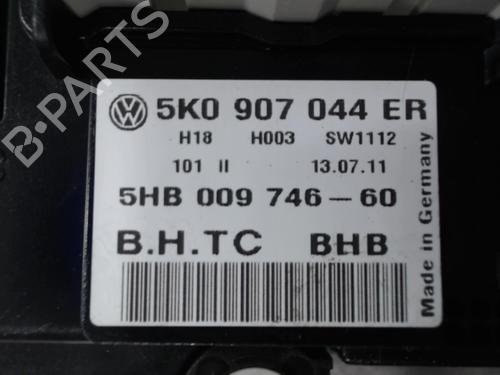 B-PARTS
VW 5K0 907 044 ER
H18 H003 SW1112
101 II 13.07.11
5HB 009 746-60
B.H.TC BHB
Made in Germany